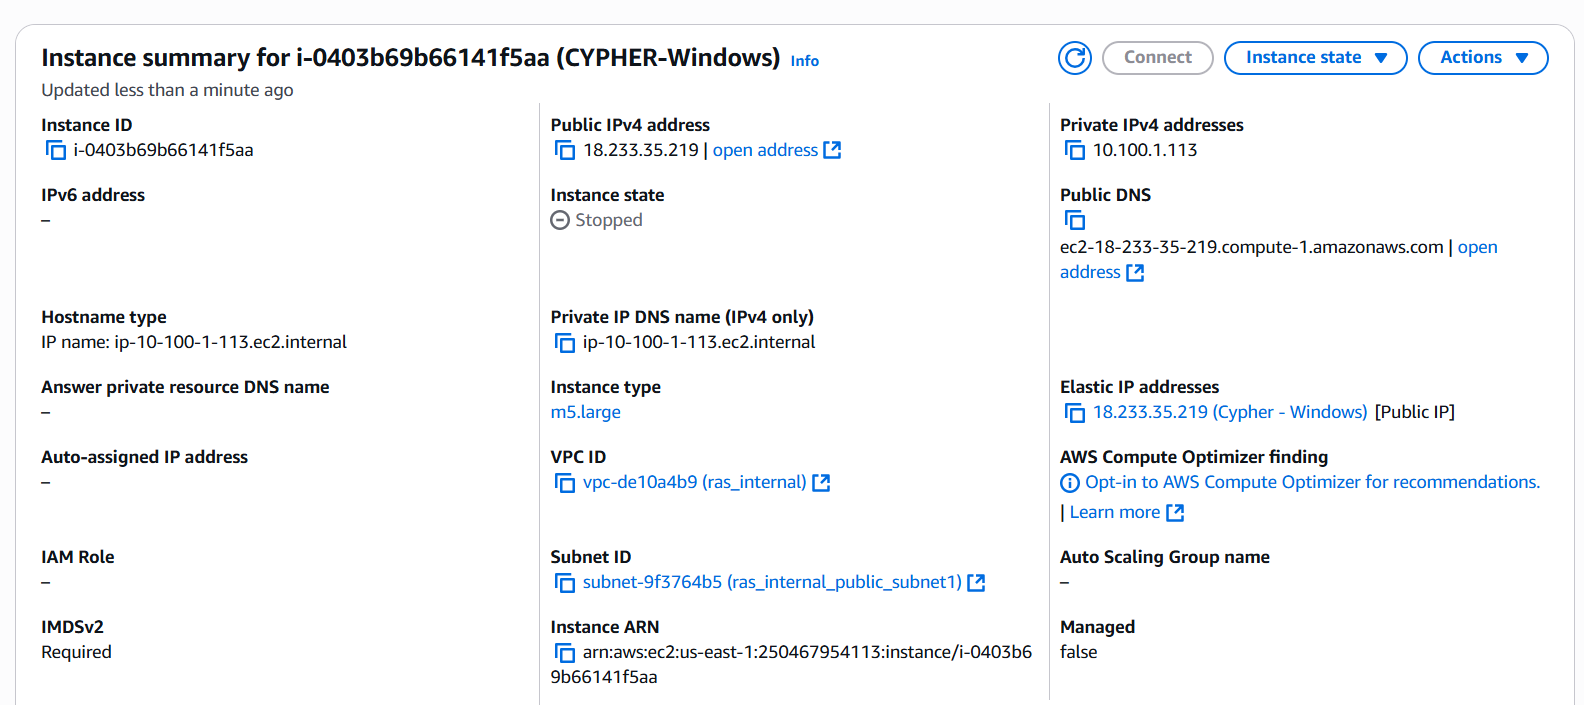 Instance summary for i-0403b69b66141f5aa (CYPHER-Windows) Info
Connect
Instance state
Actions
Updated less than a minute ago
Instance ID
i-0403b69b66141f5aa
Public IPv4 address
18.233.35.219 | open address
Private IPv4 addresses
10.100.1.113
IPv6 address
–
Instance state
Stopped
Public DNS
ec2-18-233-35-219.compute-1.amazonaws.com | open
address
Hostname type
IP name: ip-10-100-1-113.ec2.internal
Private IP DNS name (IPv4 only)
ip-10-100-1-113.ec2.internal
Answer private resource DNS name
–
Instance type
m5.large
Elastic IP addresses
18.233.35.219 (Cypher - Windows) [Public IP]
Auto-assigned IP address
–
VPC ID
vpc-de10a4b9 (ras_internal)
AWS Compute Optimizer finding
Opt-in to AWS Compute Optimizer for recommendations.
| Learn more
IAM Role
–
Subnet ID
subnet-9f3764b5 (ras_internal_public_subnet1)
Auto Scaling Group name
–
IMDSv2
Required
Instance ARN
arn:aws:ec2:us-east-1:250467954113:instance/i-0403b6
9b66141f5aa
Managed
false